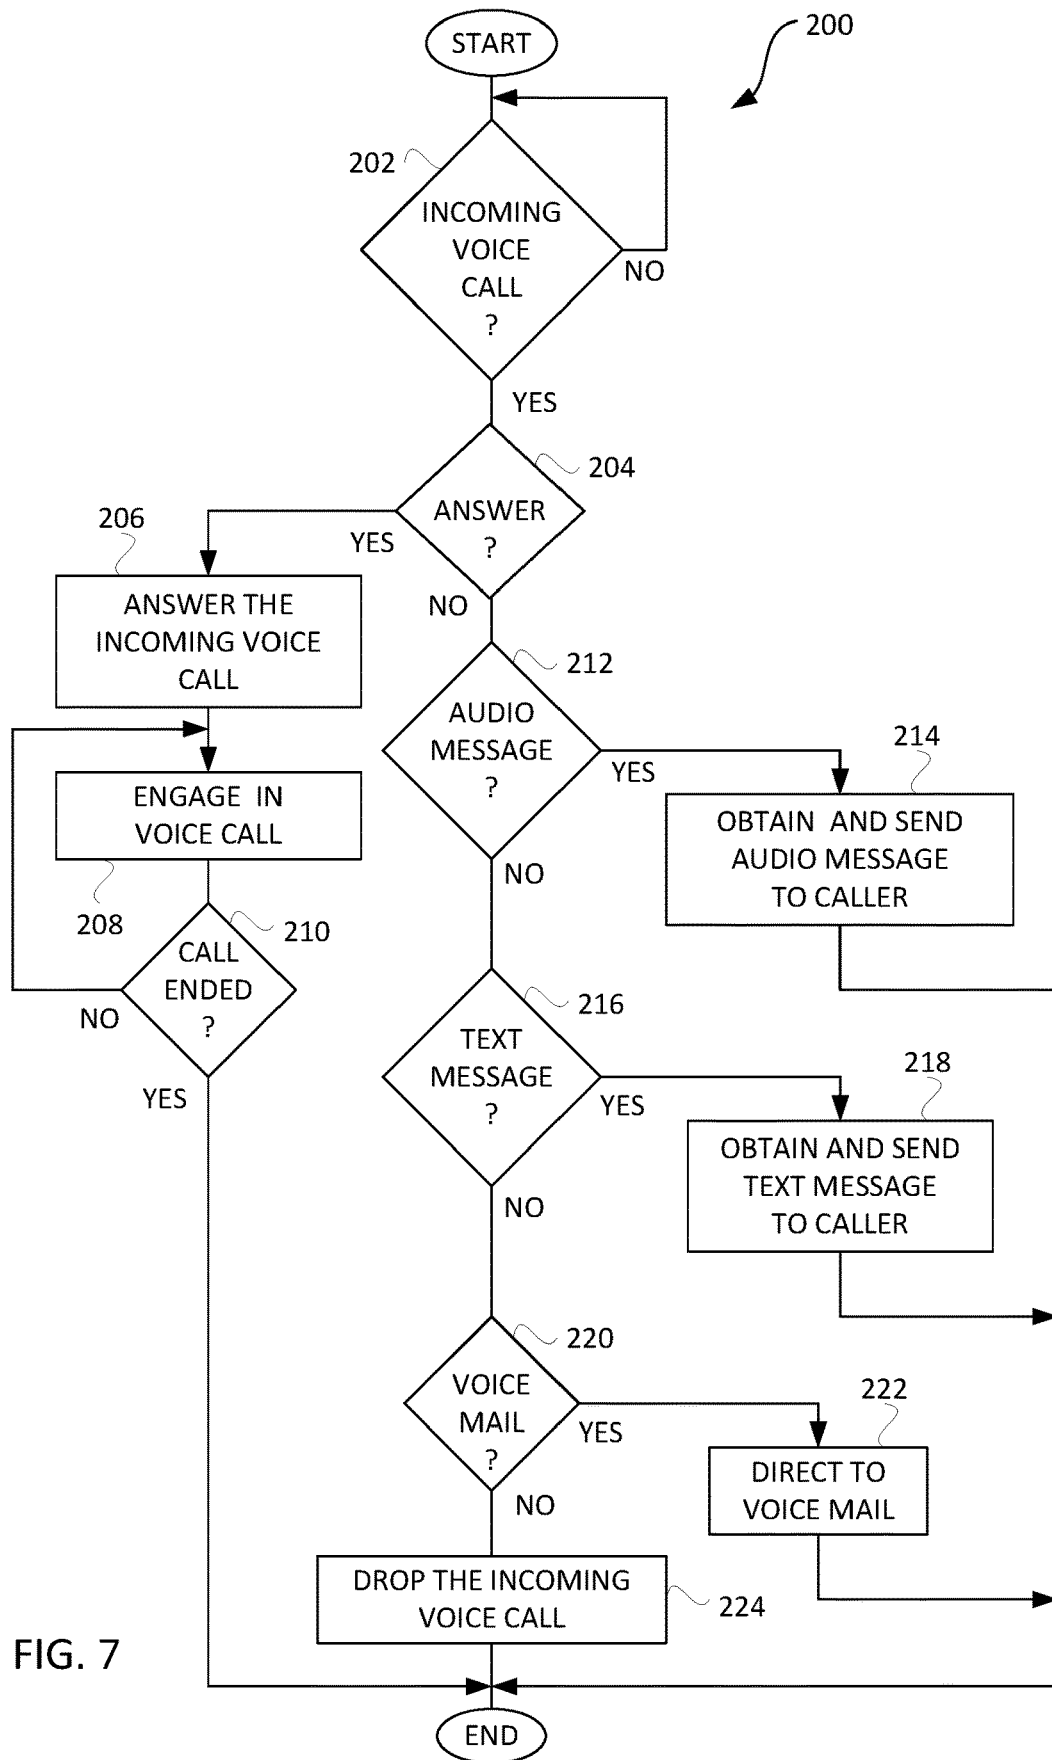 START
200
202
INCOMING
VOICE
CALL
?
NO
YES
204
ANSWER
?
YES
NO
206
ANSWER THE
INCOMING VOICE
CALL
212
AUDIO
MESSAGE
?
YES
NO
214
OBTAIN AND SEND
AUDIO MESSAGE
TO CALLER
ENGAGE IN
VOICE CALL
208
210
CALL
ENDED
?
NO
YES
216
TEXT
MESSAGE
?
YES
NO
218
OBTAIN AND SEND
TEXT MESSAGE
TO CALLER
220
VOICE
MAIL
?
YES
NO
222
DIRECT TO
VOICE MAIL
DROP THE INCOMING
VOICE CALL
224
FIG. 7
END